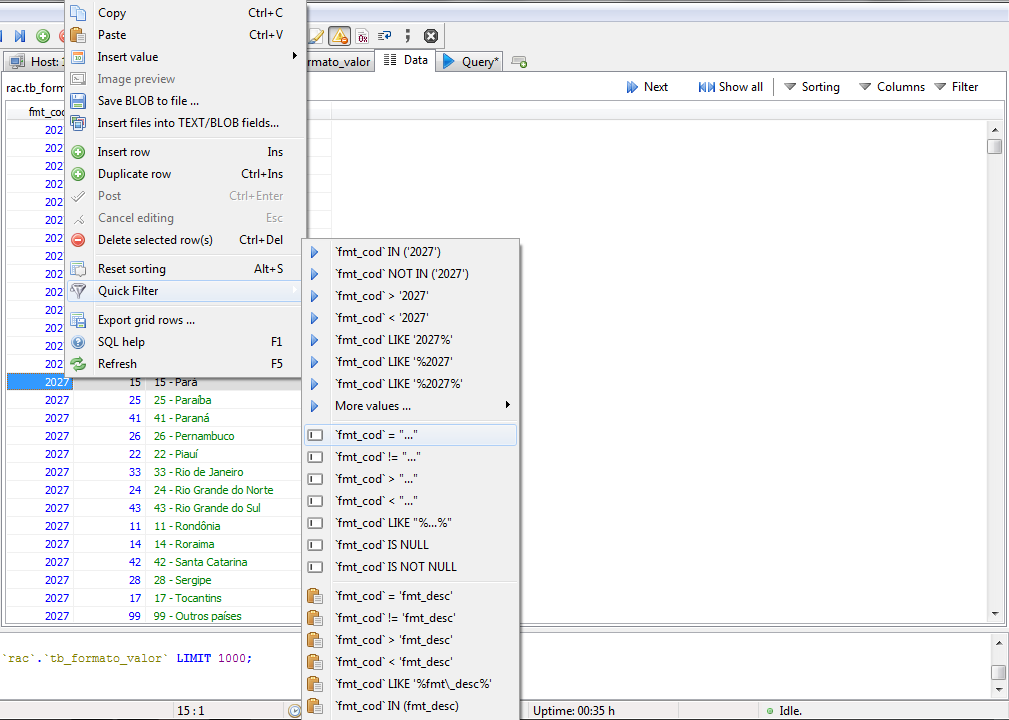 Copy Ctrl+C
Paste Ctrl+V
Insert value
Image preview
Save BLOB to file ...
Insert files into TEXT/BLOB fields...
Insert row Ins
Duplicate row Ctrl+Ins
Post Ctrl+Enter
Cancel editing Esc
Delete selected row(s) Ctrl+Del
Reset sorting Alt+S
Quick Filter
Export grid rows ...
SQL help F1
Refresh F5
Host:
Data
Query*
Next Show all Sorting Columns Filter
`fmt_cod` IN ('2027')
`fmt_cod` NOT IN ('2027')
`fmt_cod` > '2027'
`fmt_cod` < '2027'
`fmt_cod` LIKE '2027%'
`fmt_cod` LIKE '%2027'
`fmt_cod` LIKE '%2027%'
More values ...
`fmt_cod` = "..."
`fmt_cod` != "..."
`fmt_cod` > "..."
`fmt_cod` < "..."
`fmt_cod` LIKE "%...%"
`fmt_cod` IS NULL
`fmt_cod` IS NOT NULL
`fmt_cod` = 'fmt_desc'
`fmt_cod` != 'fmt_desc'
`fmt_cod` > 'fmt_desc'
`fmt_cod` < 'fmt_desc'
`fmt_cod` LIKE '%fmt\_desc%'
`fmt_cod` IN (fmt_desc)
2027 15 15 - Pará
2027 25 25 - Paraíba
2027 41 41 - Paraná
2027 26 26 - Pernambuco
2027 22 22 - Piauí
2027 33 33 - Rio de Janeiro
2027 24 24 - Rio Grande do Norte
2027 43 43 - Rio Grande do Sul
2027 11 11 - Rondônia
2027 14 14 - Roraima
2027 42 42 - Santa Catarina
2027 28 28 - Sergipe
2027 17 17 - Tocantins
2027 99 99 - Outros países
`rac`.`tb_formato_valor` LIMIT 1000;
15 : 1
Uptime: 00:35 h
Idle.